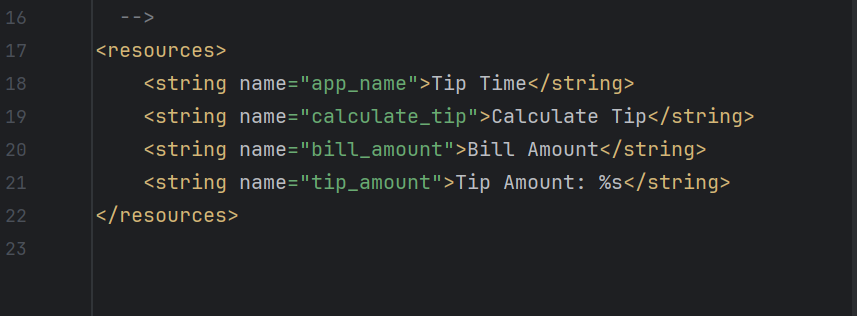 16 -->
17 <resources>
18 <string name="app_name">Tip Time</string>
19 <string name="calculate_tip">Calculate Tip</string>
20 <string name="bill_amount">Bill Amount</string>
21 <string name="tip_amount">Tip Amount: %s</string>
22 </resources>
23